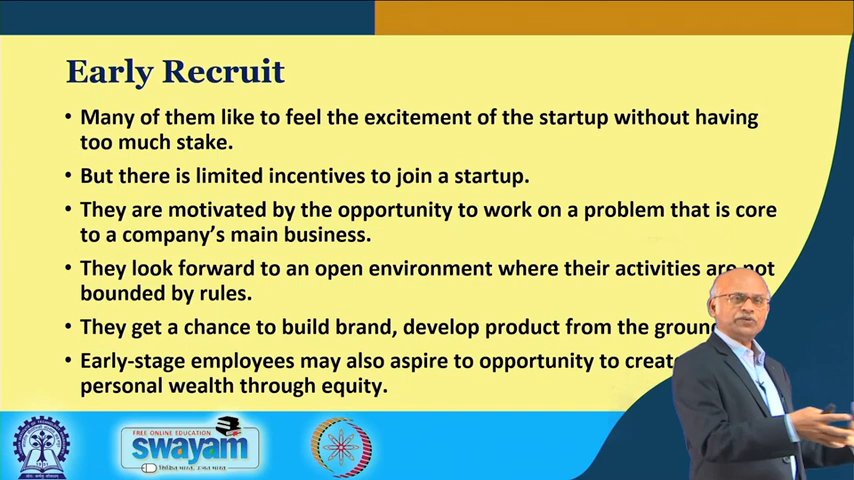 Early Recruit
• Many of them like to feel the excitement of the startup without having
too much stake.
• But there is limited incentives to join a startup.
• They are motivated by the opportunity to work on a problem that is core
to a company's main business.
• They look forward to an open environment where their activities are not
bounded by rules.
• They get a chance to build brand, develop product from the ground
• Early-stage employees may also aspire to opportunity to create
personal wealth through equity.
FREE ONLINE EDUCATION
swayam
शिक्षित भारत, उन्नत भारत